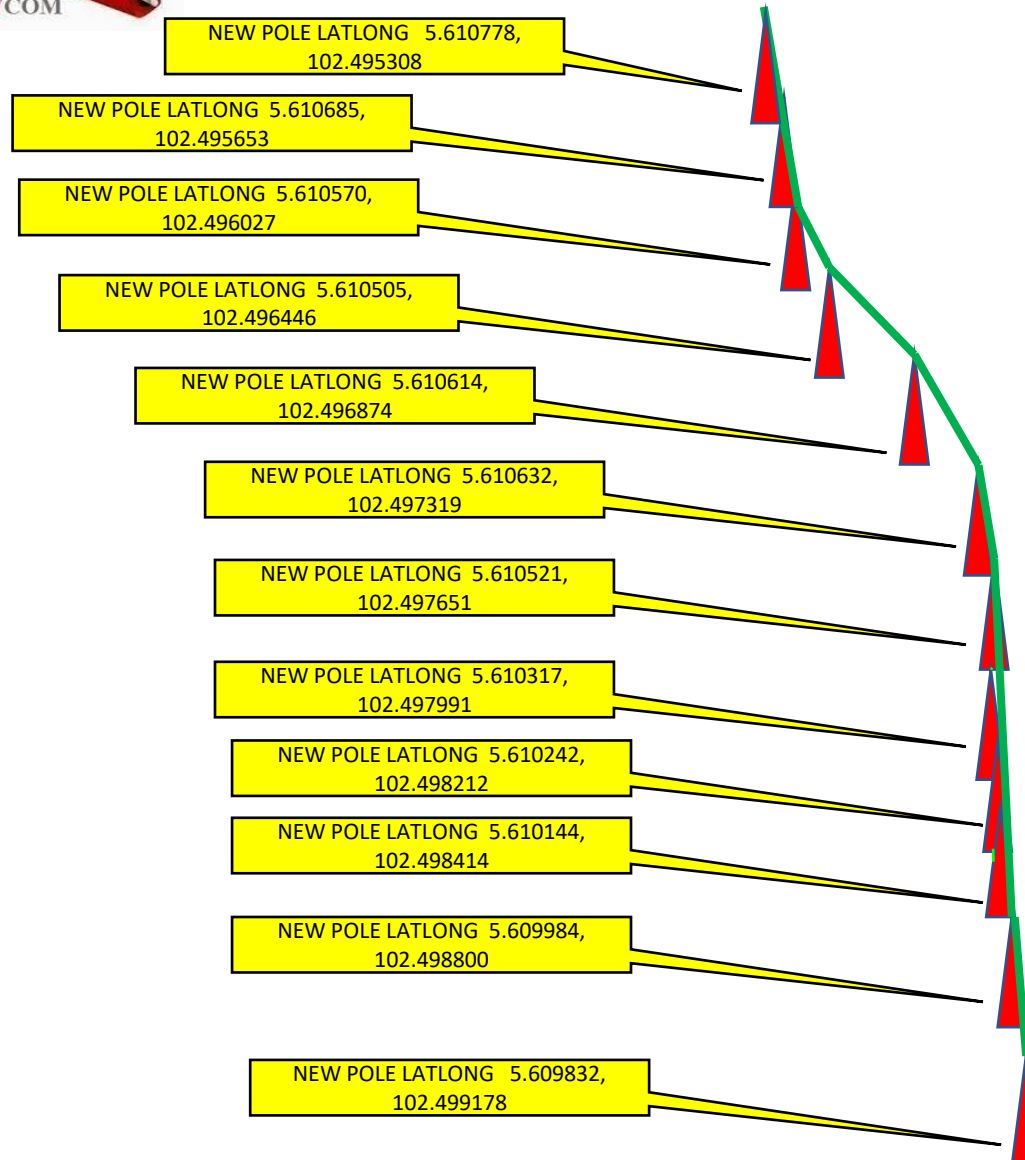 COM
NEW POLE LATLONG 5.610778,
102.495308
NEW POLE LATLONG 5.610685,
102.495653
NEW POLE LATLONG 5.610570,
102.496027
NEW POLE LATLONG 5.610505,
102.496446
NEW POLE LATLONG 5.610614,
102.496874
NEW POLE LATLONG 5.610632,
102.497319
NEW POLE LATLONG 5.610521,
102.497651
NEW POLE LATLONG 5.610317,
102.497991
NEW POLE LATLONG 5.610242,
102.498212
NEW POLE LATLONG 5.610144,
102.498414
NEW POLE LATLONG 5.609984,
102.498800
NEW POLE LATLONG 5.609832,
102.499178